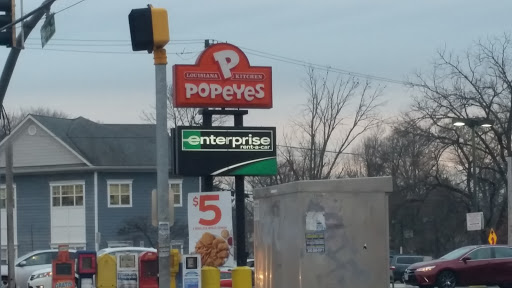 P
LOUISIANA KITCHEN
POPEYES
enterprise
rent-a-car
$5